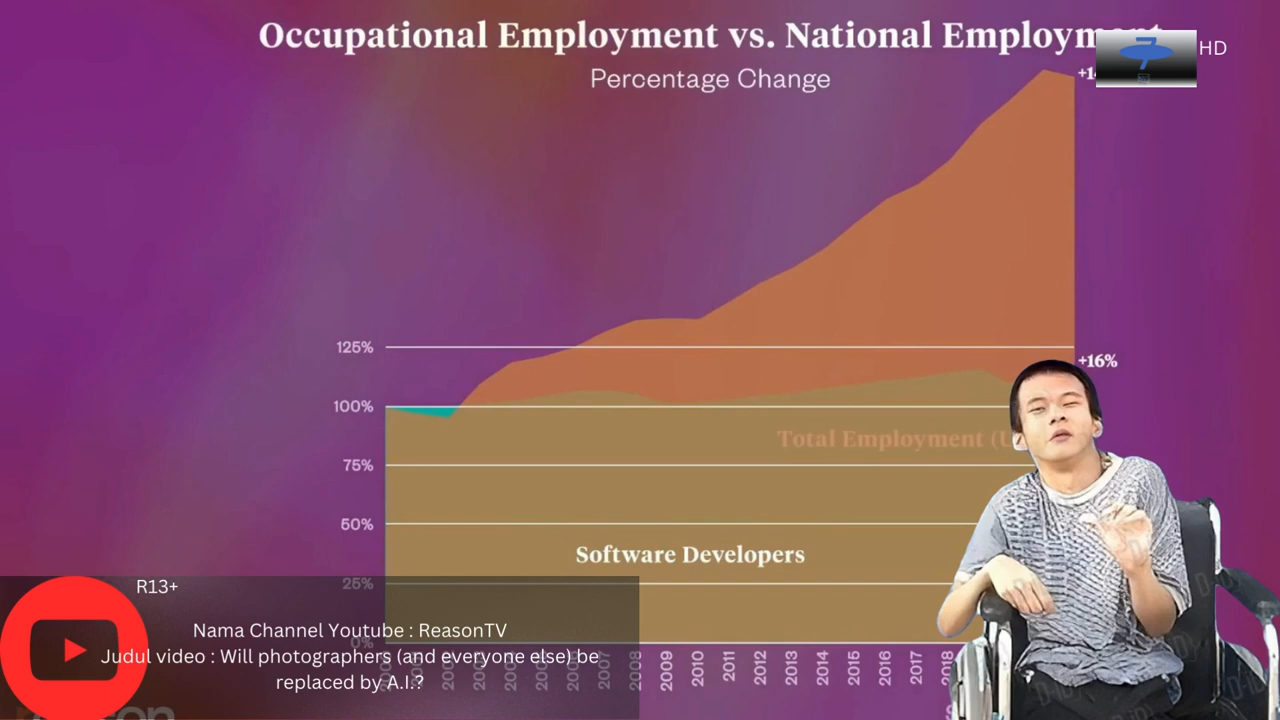 Occupational Employment vs. National Employment
Percentage Change
7
HD
125%
+16%
100%
Total Employment (U
75%
50%
Software Developers
25%
0%
R13+
Nama Channel Youtube : ReasonTV
Judul video : Will photographers (and everyone else) be
replaced by A.I.?
2007 2008 2009 2010 2011 2012 2013 2014 2015 2016 2017 2018